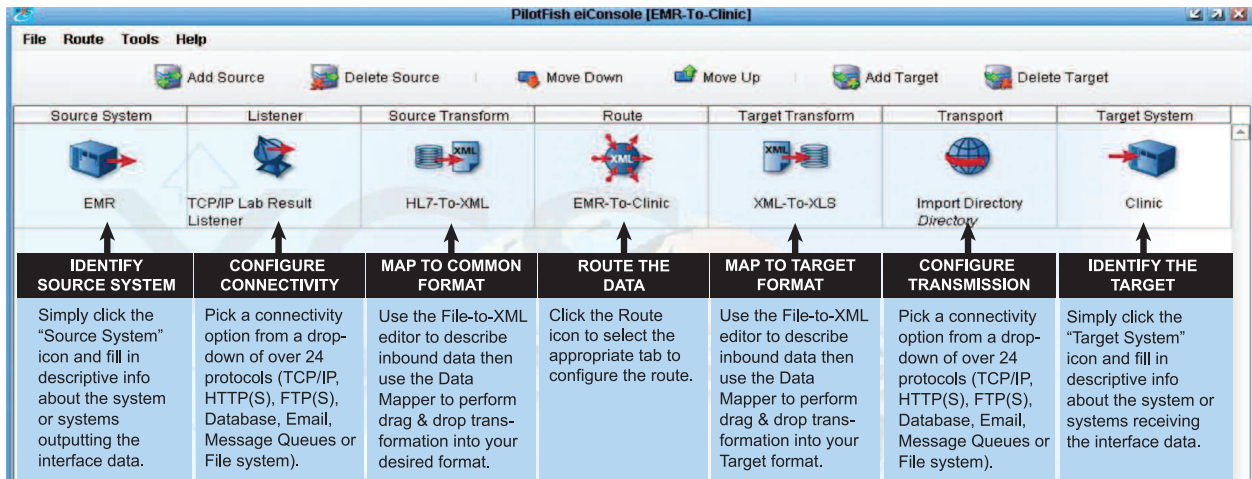 PilotFish eiConsole [EMR-To-Clinic]
File Route Tools Help
Add Source Delete Source Move Down Move Up Add Target Delete Target
Source System Listener Source Transform Route Target Transform Transport Target System
XML XML XML
EMR
TCP/IP Lab Result
Listener
HL7-To-XML
EMR-To-Clinic
XML-To-XLS
Import Directory
Directory
Clinic
IDENTIFY
SOURCE SYSTEM
Simply click the
“Source System”
icon and fill in
descriptive info
about the system
or systems
outputting the
interface data.
CONFIGURE
CONNECTIVITY
Pick a connectivity
option from a drop-
down of over 24
protocols (TCP/IP,
HTTP(S), FTP(S),
Database, Email,
Message Queues or
File system).
MAP TO COMMON
FORMAT
Use the File-to-XML
editor to describe
inbound data then
use the Data
Mapper to perform
drag & drop trans-
formation into your
desired format.
ROUTE THE
DATA
Click the Route
icon to select the
appropriate tab to
configure the route.
MAP TO TARGET
FORMAT
Use the File-to-XML
editor to describe
inbound data then
use the Data
Mapper to perform
drag & drop trans-
formation into your
Target format.
CONFIGURE
TRANSMISSION
Pick a connectivity
option from a drop-
down of over 24
protocols (TCP/IP,
HTTP(S), FTP(S),
Database, Email,
Message Queues or
File system).
IDENTIFY THE
TARGET
Simply click the
“Target System”
icon and fill in
descriptive info
about the system or
systems receiving
the interface data.